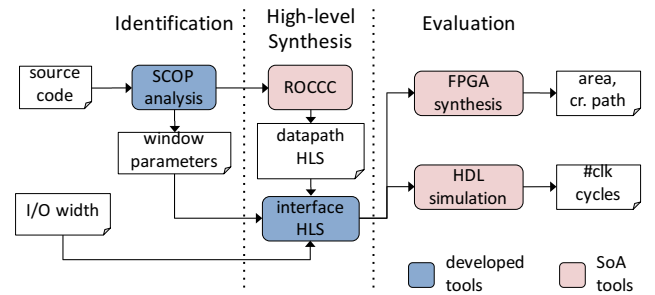 Identification
High-level
Synthesis
Evaluation
source
code
SCOP
analysis
ROCCC
FPGA
synthesis
area,
cr. path
window
parameters
datapath
HLS
I/O width
interface
HLS
HDL
simulation
#clk
cycles
developed
tools
SoA
tools